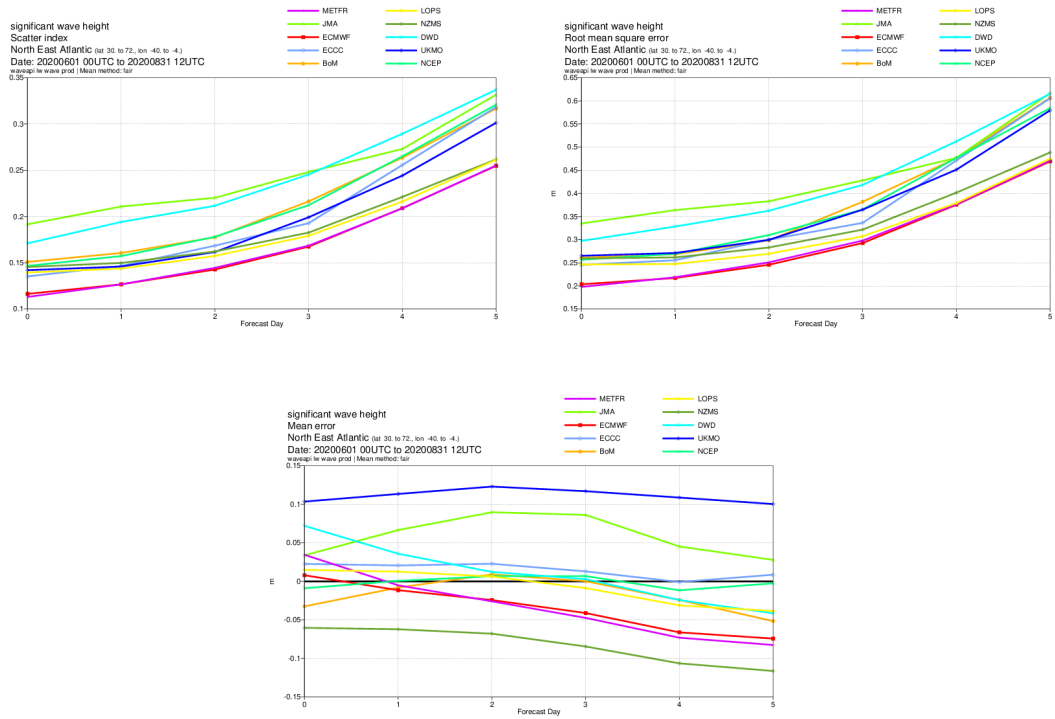 significant wave height
Scatter index
North East Atlantic (lat 30. to 72., lon -40. to -4.)
Date: 20200601 00UTC to 20200831 12UTC
waveapi lw wave prod | Mean method: fair
METFR LOPS
JMA NZMS
ECMWF DWD
ECCC UKMO
BoM NCEP
0.35
0.3
0.25
0.2
0.15
0.1
0 1 2 3 4 5
Forecast Day
significant wave height
Root mean square error
North East Atlantic (lat 30. to 72., lon -40. to -4.)
Date: 20200601 00UTC to 20200831 12UTC
waveapi lw wave prod | Mean method: fair
METFR LOPS
JMA NZMS
ECMWF DWD
ECCC UKMO
BoM NCEP
0.65
0.6
0.55
0.5
0.45
0.4
0.35
0.3
0.25
0.2
0.15
m
0 1 2 3 4 5
Forecast Day
significant wave height
Mean error
North East Atlantic (lat 30. to 72., lon -40. to -4.)
Date: 20200601 00UTC to 20200831 12UTC
waveapi lw wave prod | Mean method: fair
METFR LOPS
JMA NZMS
ECMWF DWD
ECCC UKMO
BoM NCEP
0.15
0.1
0.05
0
-0.05
-0.1
-0.15
m
0 1 2 3 4 5
Forecast Day